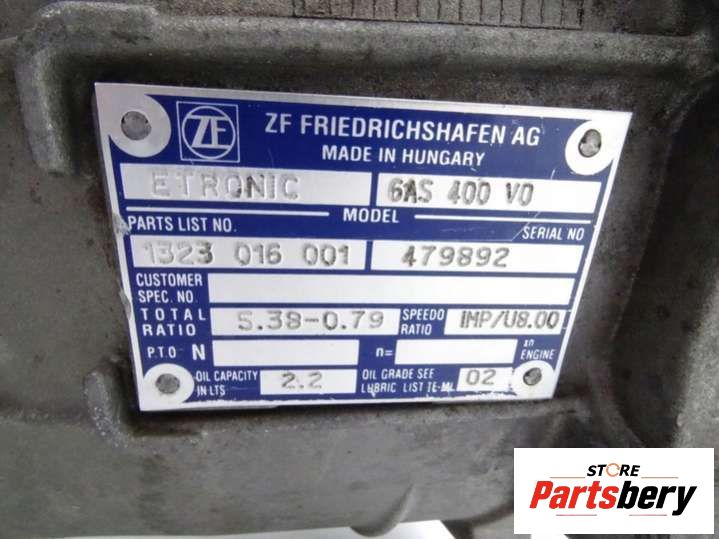 ZF FRIEDRICHSHAFEN AG
MADE IN HUNGARY
ETRONIC 6AS 400 VO
MODEL
PARTS LIST NO. SERIAL NO
1323 016 001 479892
CUSTOMER
SPEC. NO.
TOTAL RATIO 5.38-0.79 SPEEDO RATIO IMP/U8.00
P.T.O N n= x n ENGINE
OIL CAPACITY IN LTS 2.2 OIL GRADE SEE LUBRIC LIST TE-ML 02
STORE
Partsbery